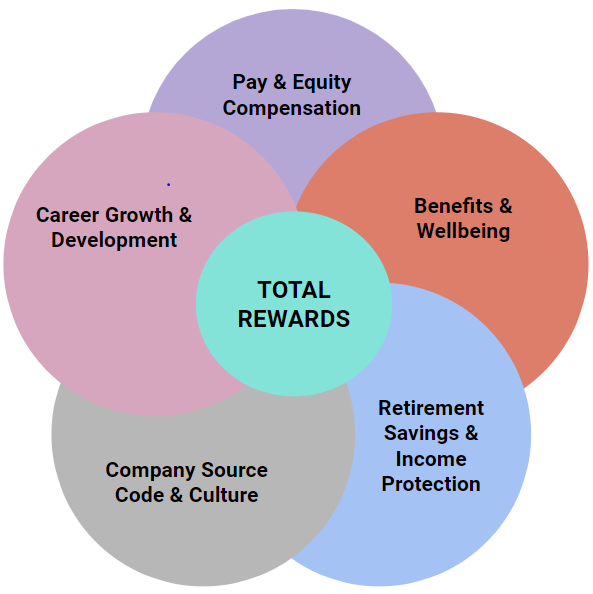 Pay & Equity
Compensation
Career Growth &
Development
Benefits &
Wellbeing
TOTAL
REWARDS
Retirement
Savings &
Income
Protection
Company Source
Code & Culture